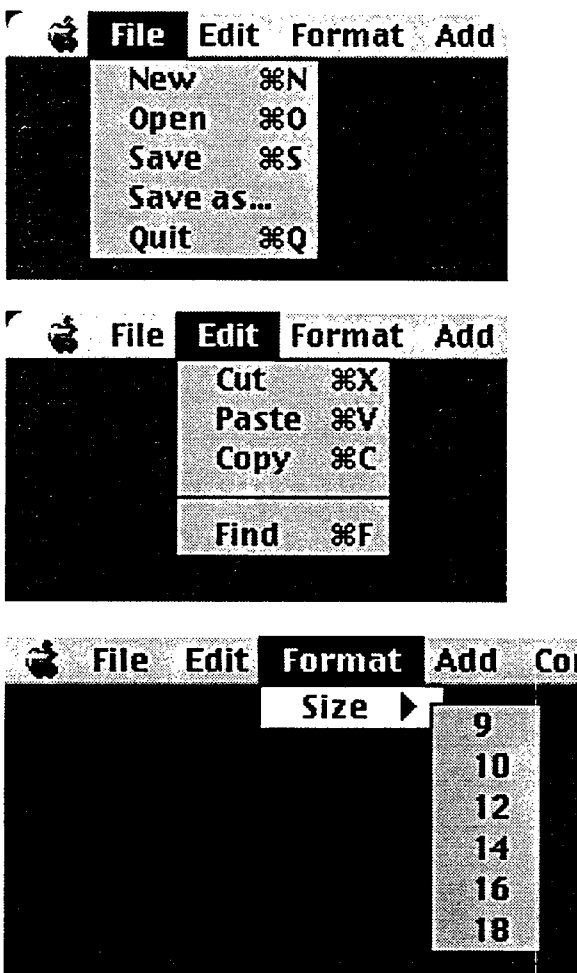 File Edit Format Add
New ⌘N
Open ⌘O
Save ⌘S
Save as...
Quit ⌘Q
File Edit Format Add
Cut ⌘X
Paste ⌘V
Copy ⌘C
Find ⌘F
File Edit Format Add Co
Size ▶
9
10
12
14
16
18